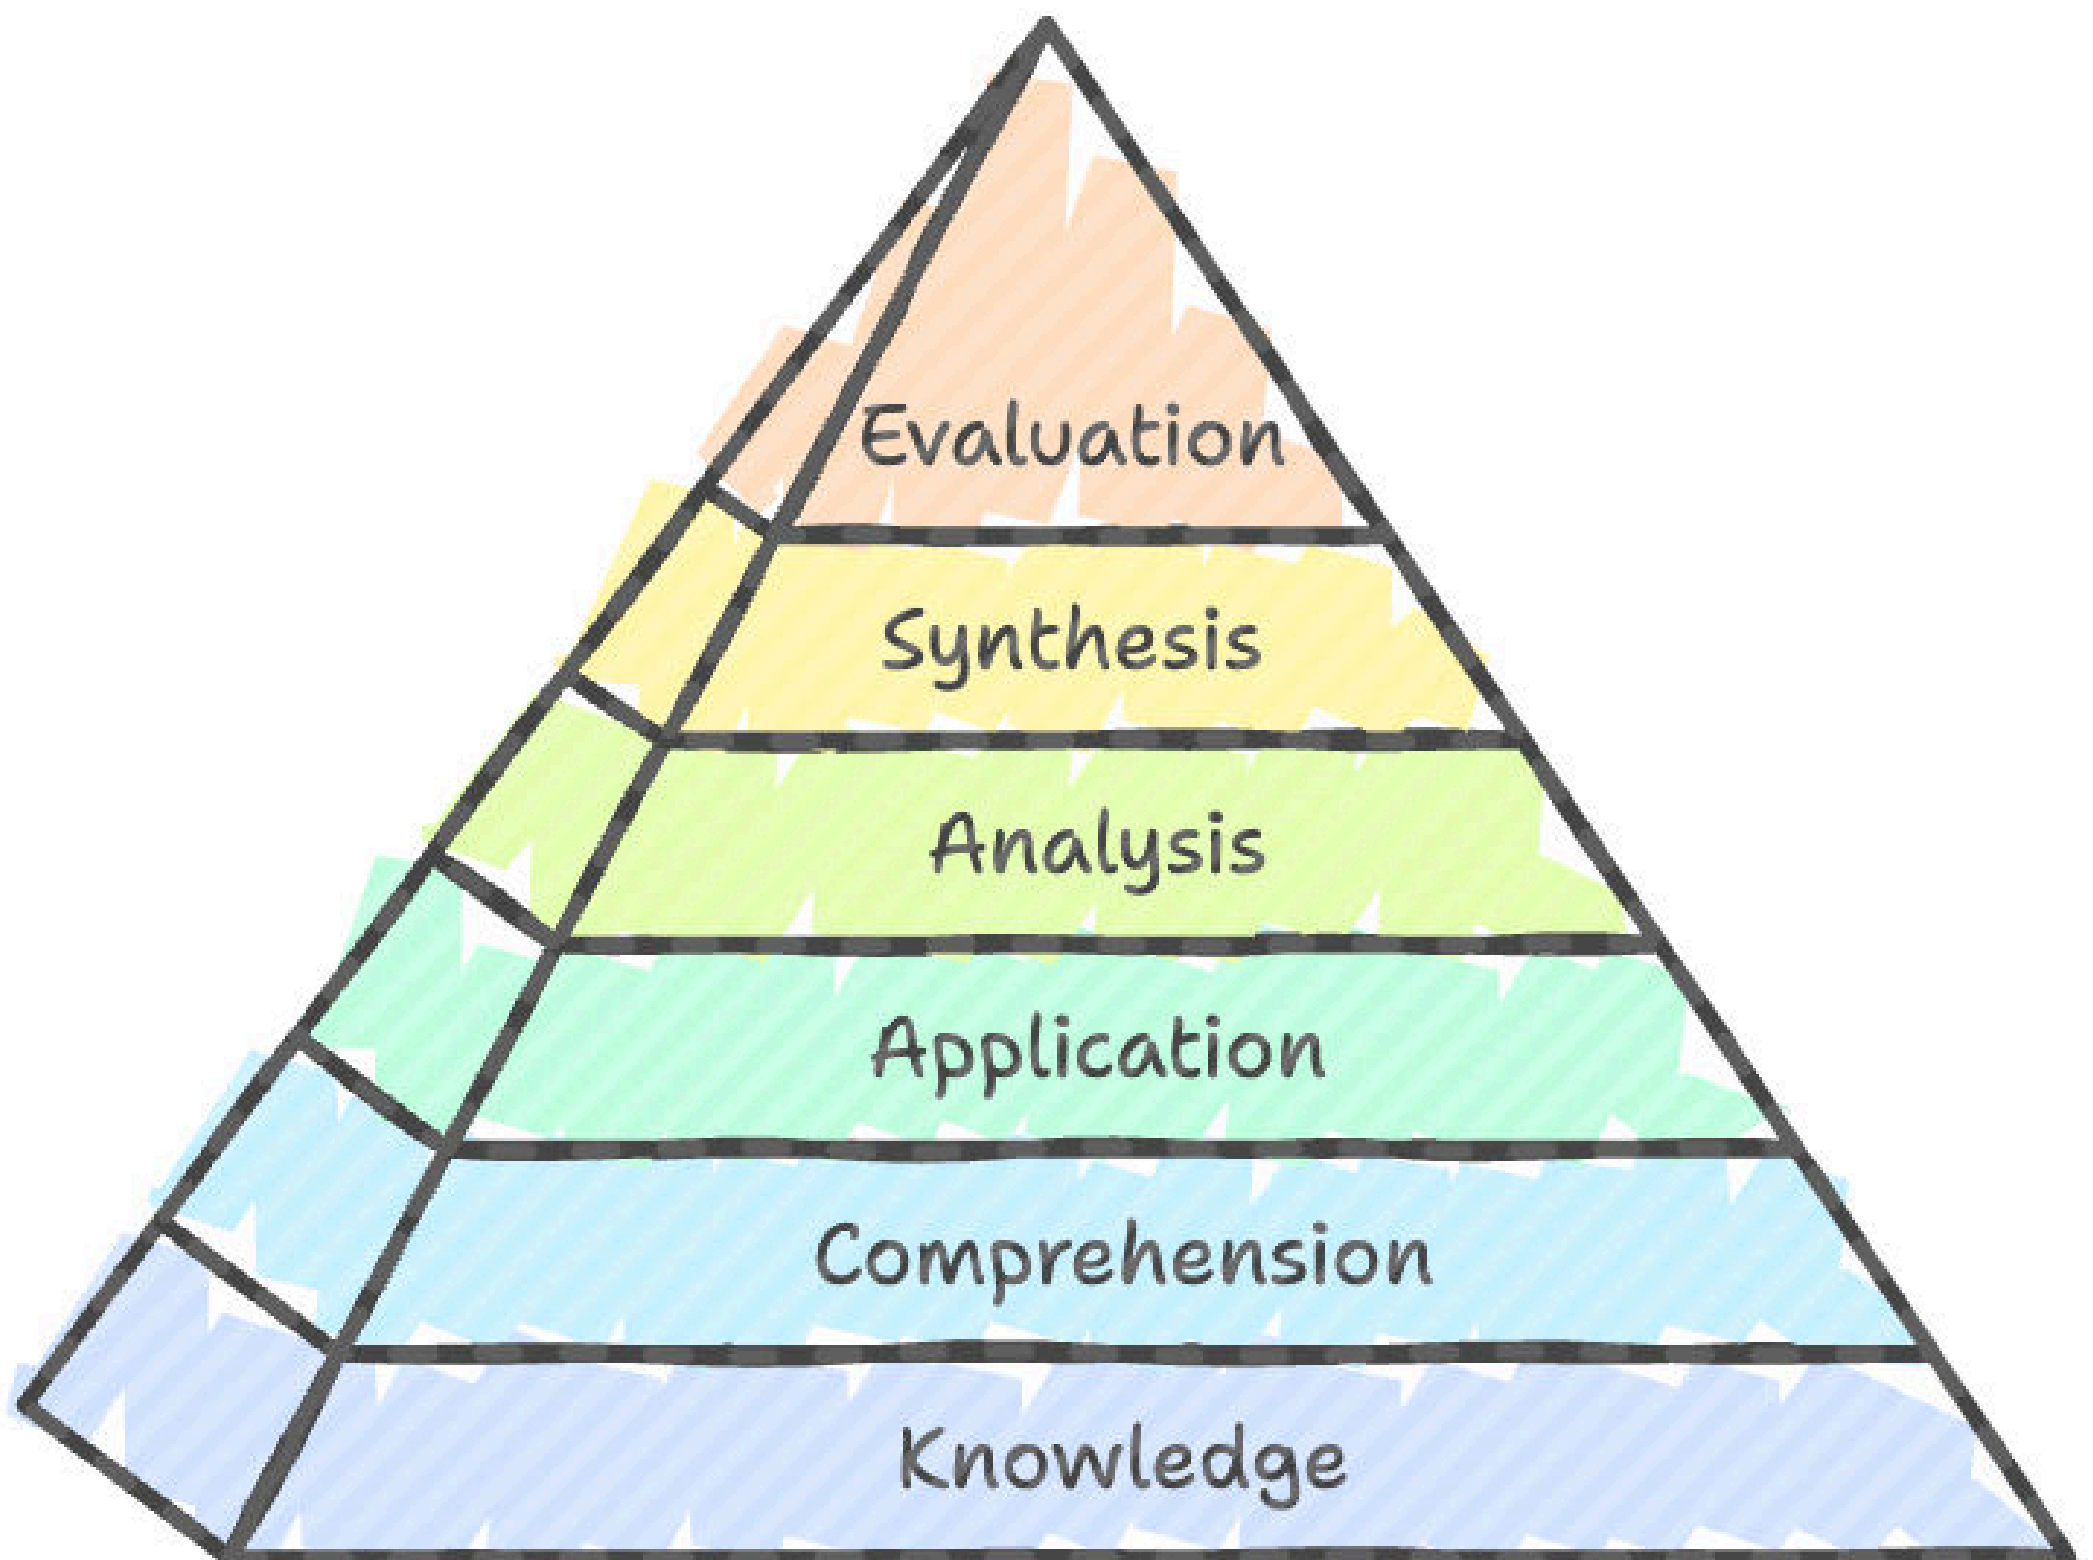 Evaluation
Synthesis
Analysis
Application
Comprehension
Knowledge